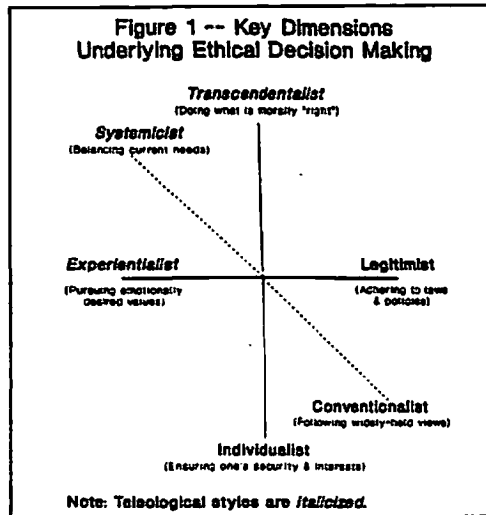 Figure 1 -- Key Dimensions
Underlying Ethical Decision Making
Transcendentalist
(Doing what is morally "right")
Systemicist
(Balancing current needs)
Experientialist
(Pursuing emotionally
desired values)
Legitimist
(Adhering to laws
& policies)
Conventionalist
(Following widely-held views)
Individualist
(Ensuring one's security & interests)
Note: Teleological styles are italicized.